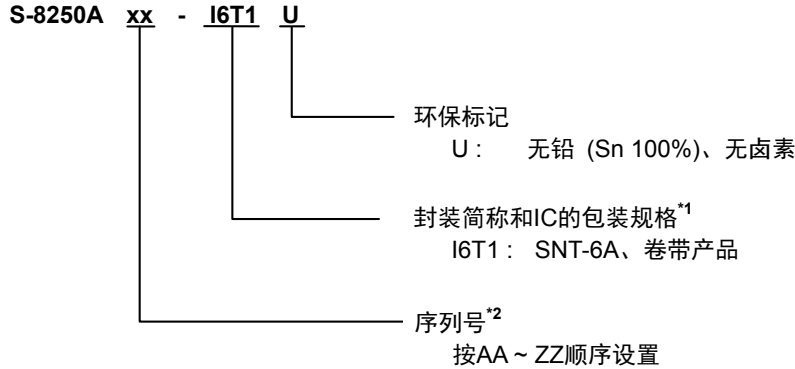 S-8250A xx - I6T1 U
环保标记
U : 无铅 (Sn 100%)、无卤素
封装简称和IC的包装规格*1
I6T1 : SNT-6A、卷带产品
序列号*2
按AA ~ ZZ顺序设置